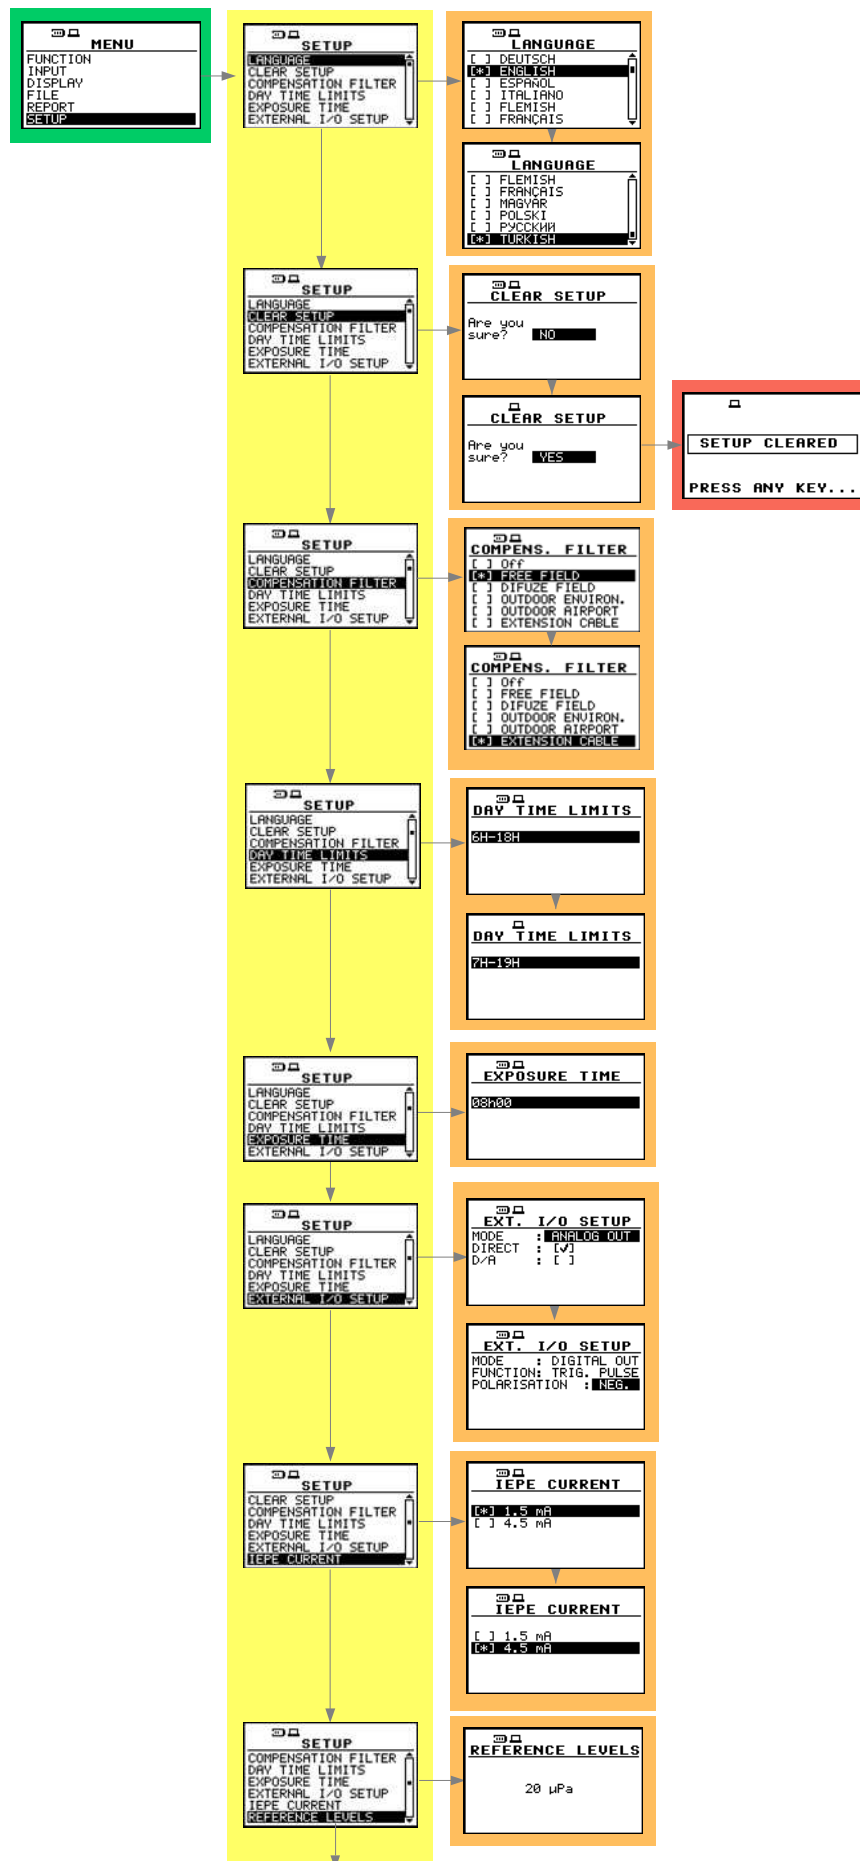 MENU
FUNCTION
INPUT
DISPLAY
FILE
REPORT
SETUP
SETUP
LANGUAGE
CLEAR SETUP
COMPENSATION FILTER
DAY TIME LIMITS
EXPOSURE TIME
EXTERNAL I/O SETUP
LANGUAGE
[ ] DEUTSCH
[*] ENGLISH
[ ] ESPAÑOL
[ ] ITALIANO
[ ] FLEMISH
[ ] FRANÇAIS
LANGUAGE
[ ] FLEMISH
[ ] FRANÇAIS
[ ] MAGYAR
[ ] POLSKI
[ ] РУССКИЙ
[*] TURKISH
SETUP
LANGUAGE
CLEAR SETUP
COMPENSATION FILTER
DAY TIME LIMITS
EXPOSURE TIME
EXTERNAL I/O SETUP
CLEAR SETUP
Are you
sure? NO
CLEAR SETUP
Are you
sure? YES
SETUP CLEARED
PRESS ANY KEY...
SETUP
LANGUAGE
CLEAR SETUP
COMPENSATION FILTER
DAY TIME LIMITS
EXPOSURE TIME
EXTERNAL I/O SETUP
COMPENS. FILTER
[ ] Off
[*] FREE FIELD
[ ] DIFUZE FIELD
[ ] OUTDOOR ENVIRON.
[ ] OUTDOOR AIRPORT
[ ] EXTENSION CABLE
COMPENS. FILTER
[ ] Off
[ ] FREE FIELD
[ ] DIFUZE FIELD
[ ] OUTDOOR ENVIRON.
[ ] OUTDOOR AIRPORT
[*] EXTENSION CABLE
SETUP
LANGUAGE
CLEAR SETUP
COMPENSATION FILTER
DAY TIME LIMITS
EXPOSURE TIME
EXTERNAL I/O SETUP
DAY TIME LIMITS
6H-18H
DAY TIME LIMITS
7H-19H
SETUP
LANGUAGE
CLEAR SETUP
COMPENSATION FILTER
DAY TIME LIMITS
EXPOSURE TIME
EXTERNAL I/O SETUP
EXPOSURE TIME
08h00
SETUP
LANGUAGE
CLEAR SETUP
COMPENSATION FILTER
DAY TIME LIMITS
EXPOSURE TIME
EXTERNAL I/O SETUP
EXT. I/O SETUP
MODE : ANALOG OUT
DIRECT : [✓]
D/A : [ ]
EXT. I/O SETUP
MODE : DIGITAL OUT
FUNCTION: TRIG. PULSE
POLARISATION : NEG.
SETUP
CLEAR SETUP
COMPENSATION FILTER
DAY TIME LIMITS
EXPOSURE TIME
EXTERNAL I/O SETUP
IEPE CURRENT
IEPE CURRENT
[*] 1.5 mA
[ ] 4.5 mA
IEPE CURRENT
[ ] 1.5 mA
[*] 4.5 mA
SETUP
COMPENSATION FILTER
DAY TIME LIMITS
EXPOSURE TIME
EXTERNAL I/O SETUP
IEPE CURRENT
REFERENCE LEVELS
REFERENCE LEVELS
20 µPa